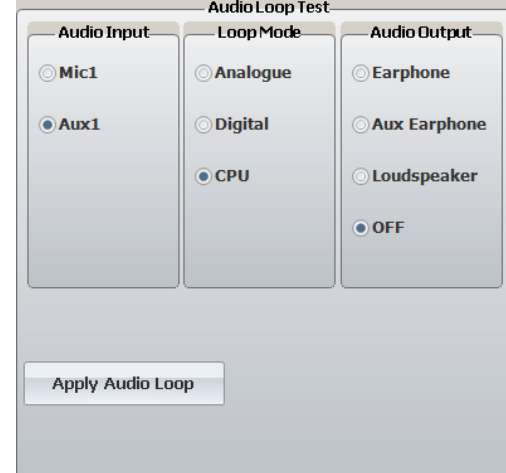 Audio Loop Test
Audio Input
Mic1
Aux1
Loop Mode
Analogue
Digital
CPU
Audio Output
Earphone
Aux Earphone
Loudspeaker
OFF
Apply Audio Loop